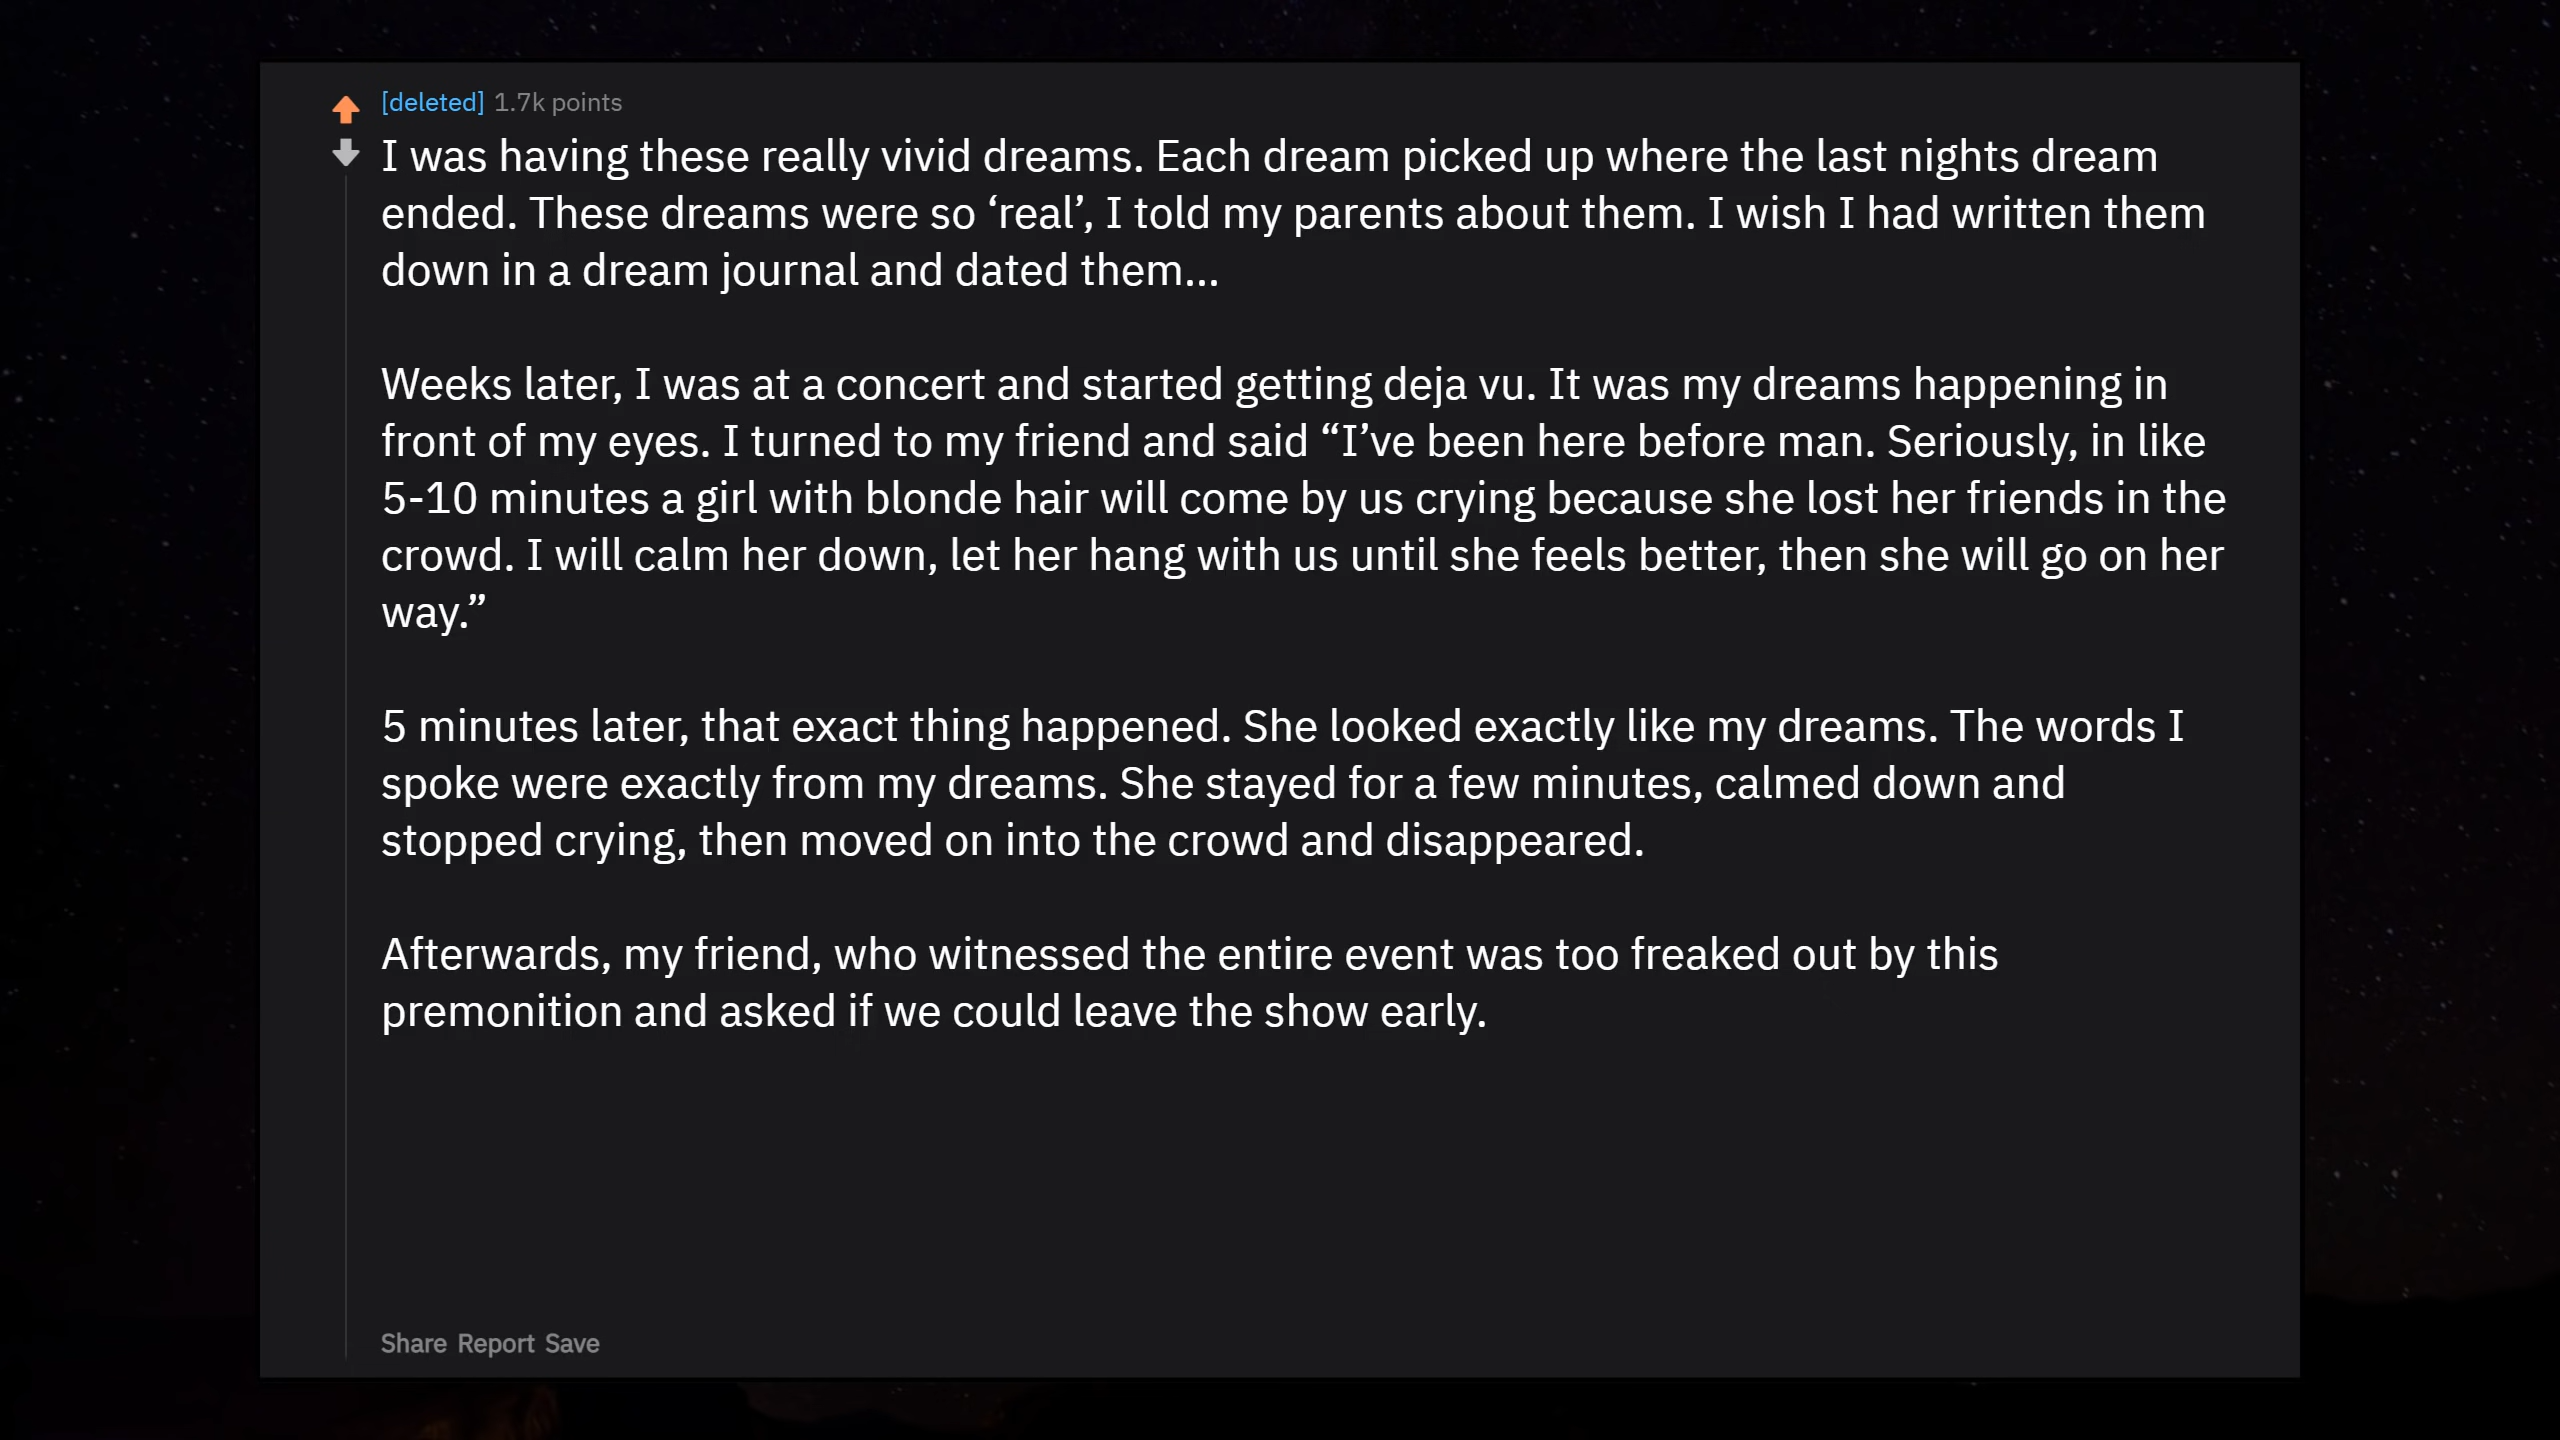 [deleted] 1.7k points
I was having these really vivid dreams. Each dream picked up where the last nights dream
ended. These dreams were so ‘real’, I told my parents about them. I wish I had written them
down in a dream journal and dated them...
Weeks later, I was at a concert and started getting deja vu. It was my dreams happening in
front of my eyes. I turned to my friend and said “I’ve been here before man. Seriously, in like
5-10 minutes a girl with blonde hair will come by us crying because she lost her friends in the
crowd. I will calm her down, let her hang with us until she feels better, then she will go on her
way.”
5 minutes later, that exact thing happened. She looked exactly like my dreams. The words I
spoke were exactly from my dreams. She stayed for a few minutes, calmed down and
stopped crying, then moved on into the crowd and disappeared.
Afterwards, my friend, who witnessed the entire event was too freaked out by this
premonition and asked if we could leave the show early.
Share Report Save